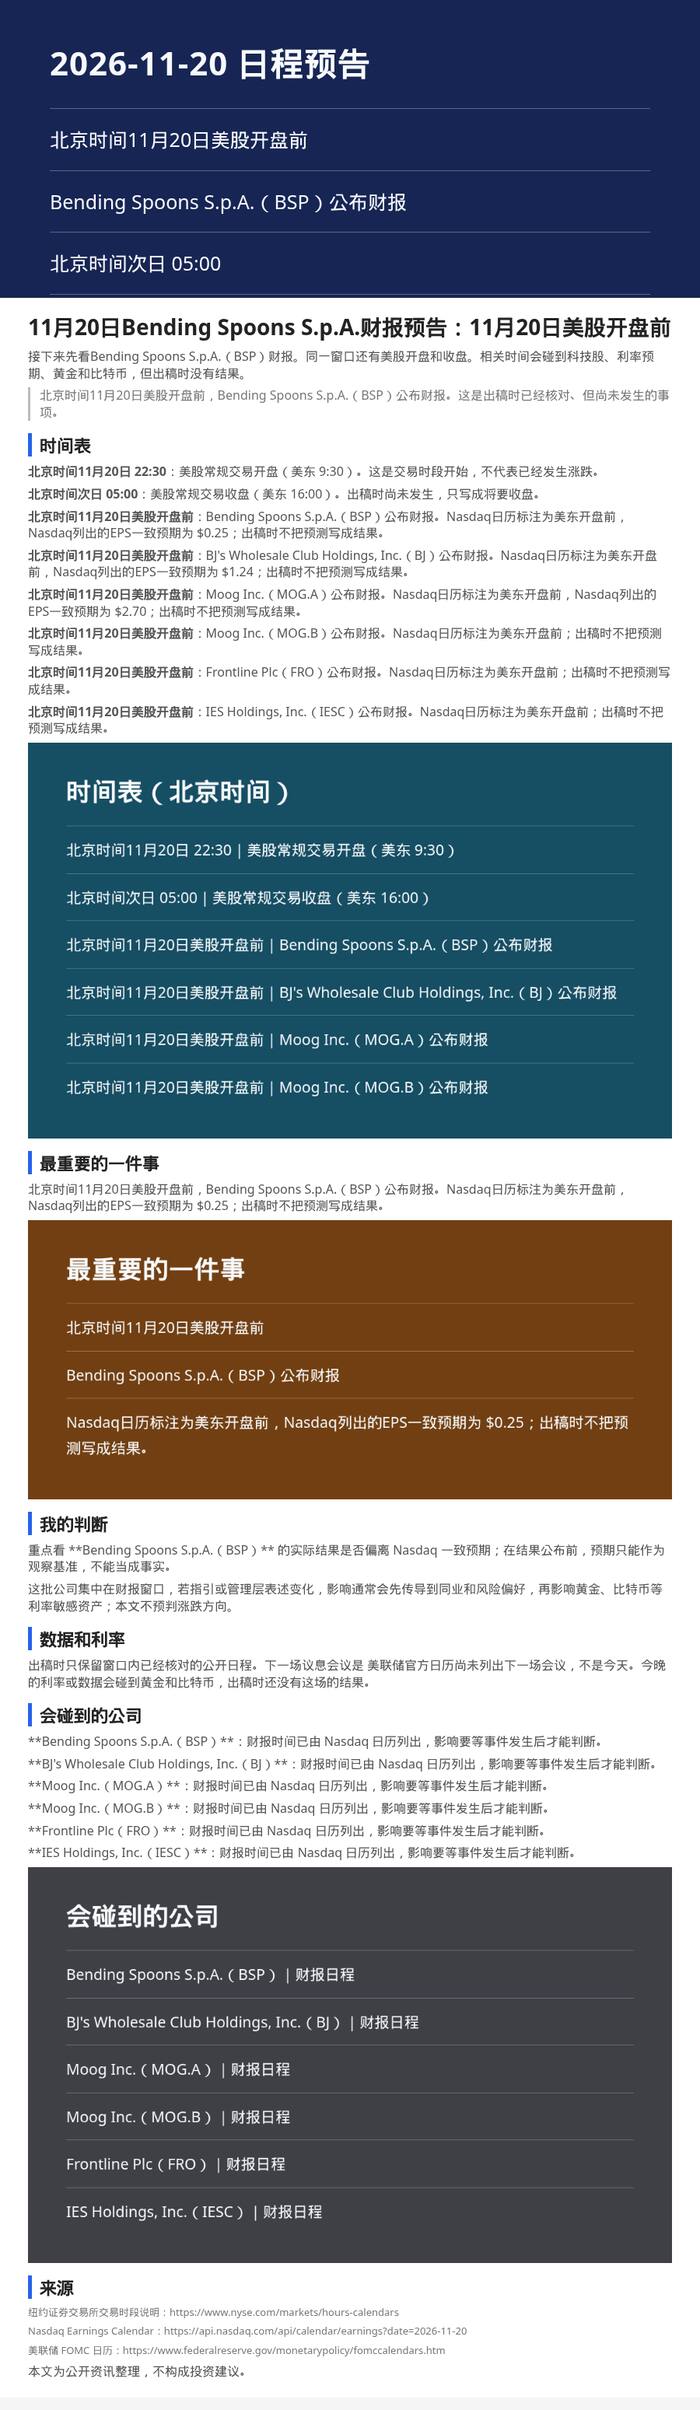 2026-11-20 日程预告
北京时间11月20日美股开盘前
Bending Spoons S.p.A.（BSP）公布财报
北京时间次日 05:00
11月20日Bending Spoons S.p.A.财报预告：11月20日美股开盘前
接下来先看Bending Spoons S.p.A.（BSP）财报。同一窗口还有美股开盘和收盘。相关时间会碰到科技股、利率预
期、黄金和比特币，但出稿时没有结果。
北京时间11月20日美股开盘前，Bending Spoons S.p.A.（BSP）公布财报。这是出稿时已经核对、但尚未发生的事
项。
时间表
北京时间11月20日 22:30：美股常规交易开盘（美东 9:30）。这是交易时段开始，不代表已经发生涨跌。
北京时间次日 05:00：美股常规交易收盘（美东 16:00）。出稿时尚未发生，只写成将要收盘。
北京时间11月20日美股开盘前：Bending Spoons S.p.A.（BSP）公布财报。Nasdaq日历标注为美东开盘前，
Nasdaq列出的EPS一致预期为 $0.25；出稿时不把预测写成结果。
北京时间11月20日美股开盘前：BJ's Wholesale Club Holdings, Inc.（BJ）公布财报。Nasdaq日历标注为美东开盘
前，Nasdaq列出的EPS一致预期为 $1.24；出稿时不把预测写成结果。
北京时间11月20日美股开盘前：Moog Inc.（MOG.A）公布财报。Nasdaq日历标注为美东开盘前，Nasdaq列出的
EPS一致预期为 $2.70；出稿时不把预测写成结果。
北京时间11月20日美股开盘前：Moog Inc.（MOG.B）公布财报。Nasdaq日历标注为美东开盘前；出稿时不把预测
写成结果。
北京时间11月20日美股开盘前：Frontline Plc（FRO）公布财报。Nasdaq日历标注为美东开盘前；出稿时不把预测写
成结果。
北京时间11月20日美股开盘前：IES Holdings, Inc.（IESC）公布财报。Nasdaq日历标注为美东开盘前；出稿时不把
预测写成结果。
时间表（北京时间）
北京时间11月20日 22:30｜美股常规交易开盘（美东 9:30）
北京时间次日 05:00｜美股常规交易收盘（美东 16:00）
北京时间11月20日美股开盘前｜Bending Spoons S.p.A.（BSP）公布财报
北京时间11月20日美股开盘前｜BJ's Wholesale Club Holdings, Inc.（BJ）公布财报
北京时间11月20日美股开盘前｜Moog Inc.（MOG.A）公布财报
北京时间11月20日美股开盘前｜Moog Inc.（MOG.B）公布财报
最重要的一件事
北京时间11月20日美股开盘前，Bending Spoons S.p.A.（BSP）公布财报。Nasdaq日历标注为美东开盘前，
Nasdaq列出的EPS一致预期为 $0.25；出稿时不把预测写成结果。
最重要的一件事
北京时间11月20日美股开盘前
Bending Spoons S.p.A.（BSP）公布财报
Nasdaq日历标注为美东开盘前，Nasdaq列出的EPS一致预期为 $0.25；出稿时不把预
测写成结果。
我的判断
重点看 **Bending Spoons S.p.A.（BSP）** 的实际结果是否偏离 Nasdaq 一致预期；在结果公布前，预期只能作为
观察基准，不能当成事实。
这批公司集中在财报窗口，若指引或管理层表述变化，影响通常会先传导到同业和风险偏好，再影响黄金、比特币等
利率敏感资产；本文不预判涨跌方向。
数据和利率
出稿时只保留窗口内已经核对的公开日程。下一场议息会议是 美联储官方日历尚未列出下一场会议，不是今天。今晚
的利率或数据会碰到黄金和比特币，出稿时还没有这场的结果。
会碰到的公司
**Bending Spoons S.p.A.（BSP）**：财报时间已由 Nasdaq 日历列出，影响要等事件发生后才能判断。
**BJ's Wholesale Club Holdings, Inc.（BJ）**：财报时间已由 Nasdaq 日历列出，影响要等事件发生后才能判断。
**Moog Inc.（MOG.A）**：财报时间已由 Nasdaq 日历列出，影响要等事件发生后才能判断。
**Moog Inc.（MOG.B）**：财报时间已由 Nasdaq 日历列出，影响要等事件发生后才能判断。
**Frontline Plc（FRO）**：财报时间已由 Nasdaq 日历列出，影响要等事件发生后才能判断。
**IES Holdings, Inc.（IESC）**：财报时间已由 Nasdaq 日历列出，影响要等事件发生后才能判断。
会碰到的公司
Bending Spoons S.p.A.（BSP）｜财报日程
BJ's Wholesale Club Holdings, Inc.（BJ）｜财报日程
Moog Inc.（MOG.A）｜财报日程
Moog Inc.（MOG.B）｜财报日程
Frontline Plc（FRO）｜财报日程
IES Holdings, Inc.（IESC）｜财报日程
来源
纽约证券交易所交易时段说明：https://www.nyse.com/markets/hours-calendars
Nasdaq Earnings Calendar：https://api.nasdaq.com/api/calendar/earnings?date=2026-11-20
美联储 FOMC 日历：https://www.federalreserve.gov/monetarypolicy/fomccalendars.htm
本文为公开资讯整理，不构成投资建议。